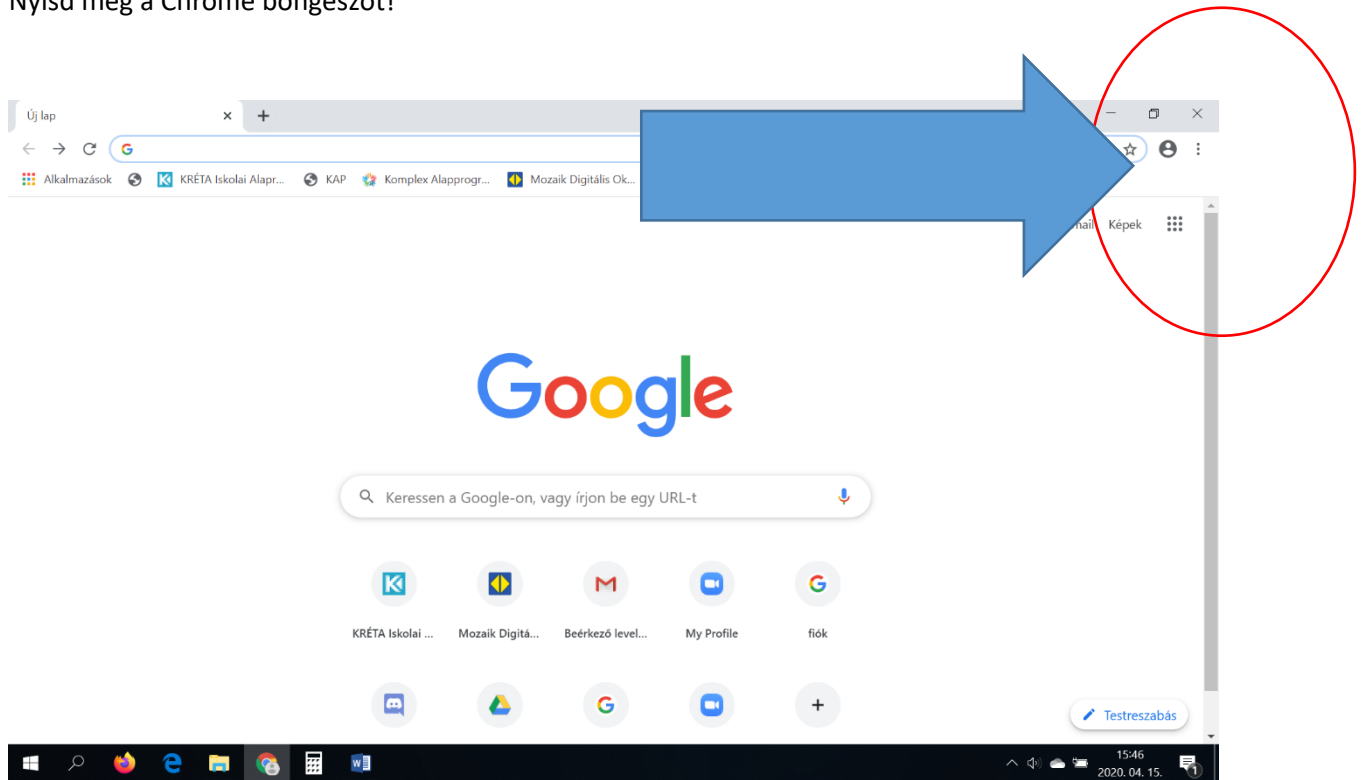 Nyisd meg a Chrome böngészőt!
Új lap
Alkalmazások KRÉTA Iskolai Alapr... KAP Komplex Alapprogr... Mozaik Digitális Ok...
Képek
Google
Keressen a Google-on, vagy írjon be egy URL-t
KRÉTA Iskolai ... Mozaik Digitá... Beérkező level... My Profile fiók
Testreszabás
15:46
2020. 04. 15.
1